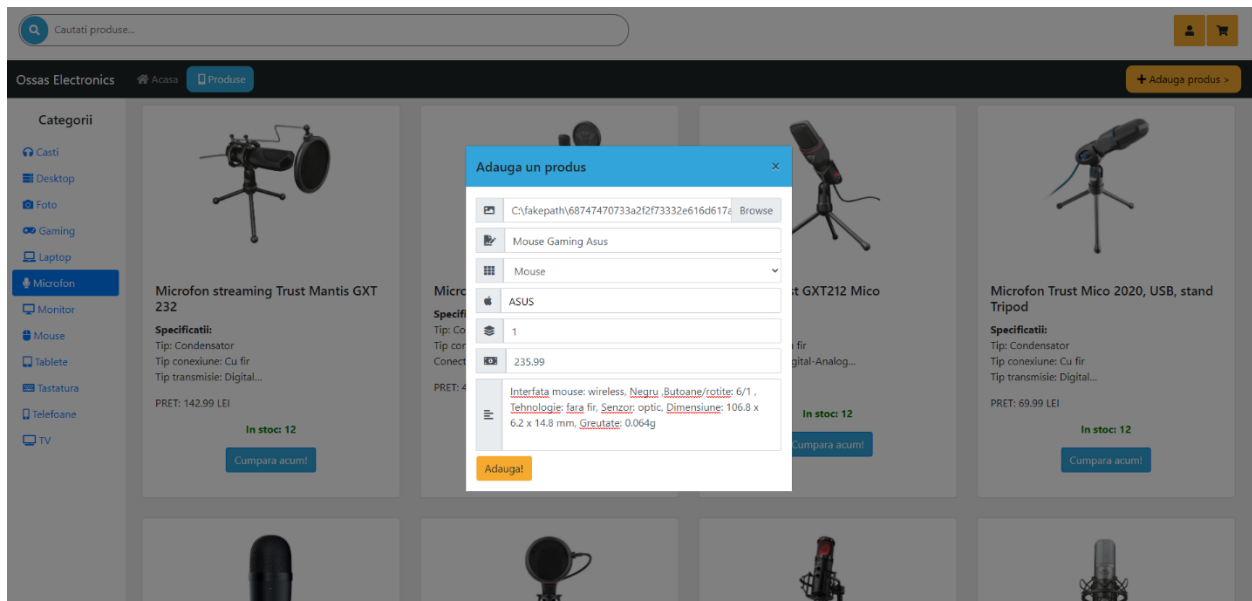 Cautati produse...
Ossas Electronics
Acasa
Produse
Adauga produs >
Categorii
Casti
Desktop
Foto
Gaming
Laptop
Microfon
Monitor
Mouse
Tablete
Tastatura
Telefoane
TV
Microfon streaming Trust Mantis GXT
232
Specificatii:
Tip: Condensator
Tip conexiune: Cu fir
Tip transmisie: Digital...
PRET: 142.99 LEI
In stoc: 12
Cumpara acum!
Adauga un produs
×
Browse
Mouse Gaming Asus
Mouse
ASUS
1
235.99
Interfata mouse: wireless, Negru ,Butoane/rotite: 6/1 ,
Tehnologie: fara fir, Senzor: optic, Dimensiune: 106.8 x
6.2 x 14.8 mm, Greutate: 0.064g
Adauga!
GXT212 Mico
fir
In stoc: 12
Cumpara acum!
Microfon Trust Mico 2020, USB, stand
Tripod
Specificatii:
Tip: Condensator
Tip conexiune: Cu fir
Tip transmisie: Digital...
PRET: 69.99 LEI
In stoc: 12
Cumpara acum!